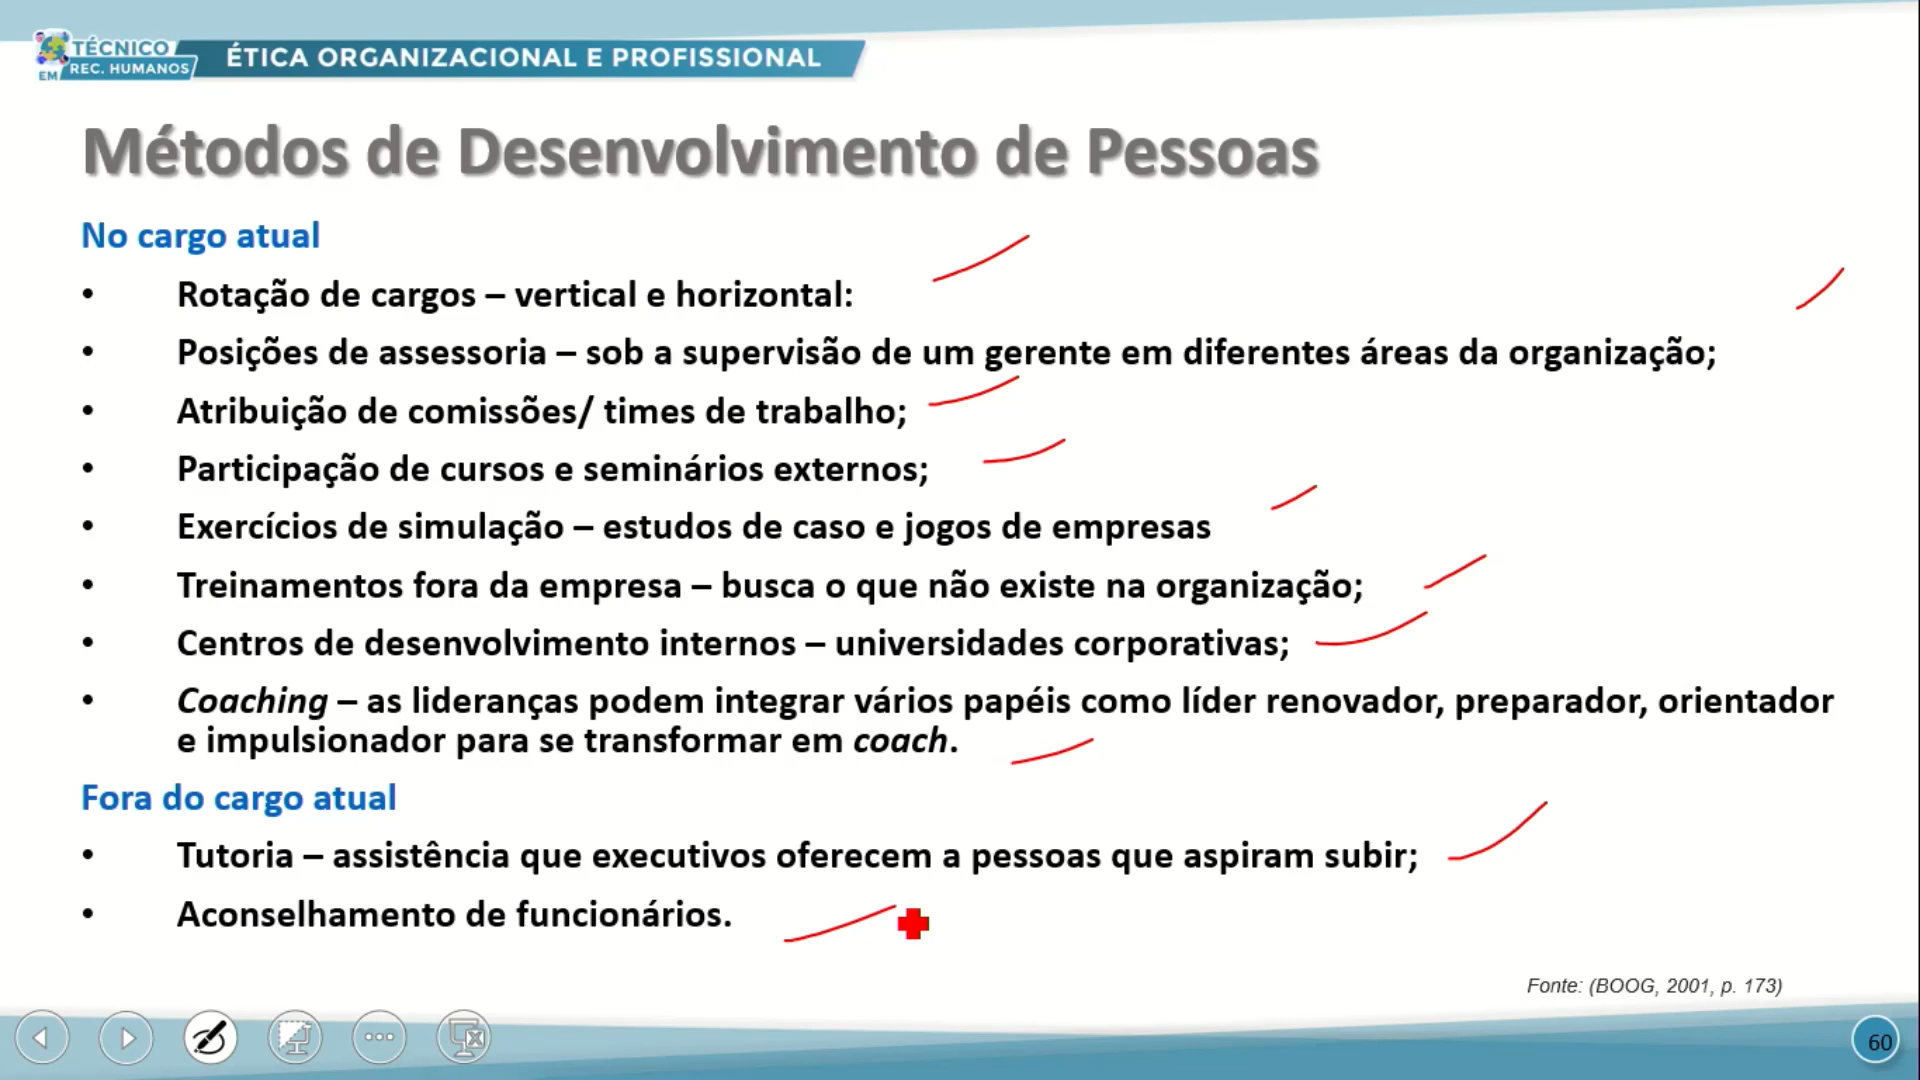 TÉCNICO
EM REC. HUMANOS
ÉTICA ORGANIZACIONAL E PROFISSIONAL
Métodos de Desenvolvimento de Pessoas
No cargo atual
• Rotação de cargos – vertical e horizontal:
• Posições de assessoria – sob a supervisão de um gerente em diferentes áreas da organização;
• Atribuição de comissões/ times de trabalho;
• Participação de cursos e seminários externos;
• Exercícios de simulação – estudos de caso e jogos de empresas
• Treinamentos fora da empresa – busca o que não existe na organização;
• Centros de desenvolvimento internos – universidades corporativas;
• Coaching – as lideranças podem integrar vários papéis como líder renovador, preparador, orientador
e impulsionador para se transformar em coach.
Fora do cargo atual
• Tutoria – assistência que executivos oferecem a pessoas que aspiram subir;
• Aconselhamento de funcionários.
Fonte: (BOOG, 2001, p. 173)
60